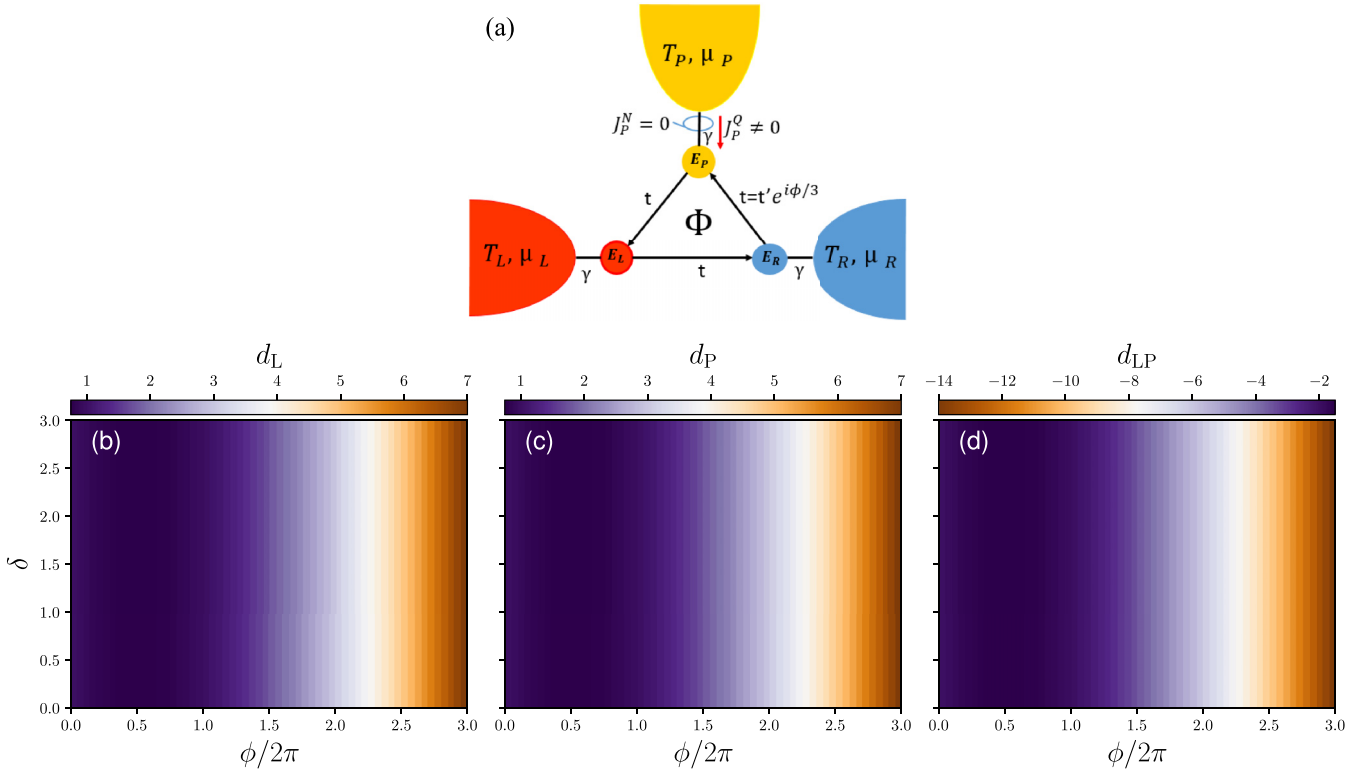 (a)
T_P, μ_P
J_P^N = 0
γ
J_P^Q ≠ 0
E_P
t
t=t'e^{iϕ/3}
Φ
T_L, μ_L
E_L
E_R
T_R, μ_R
γ
t
γ
d_L
d_P
d_LP
1 2 3 4 5 6 7
1 2 3 4 5 6 7
−14 −12 −10 −8 −6 −4 −2
(b)
(c)
(d)
3.0
2.5
2.0
1.5
1.0
0.5
0.0
δ
0.0 0.5 1.0 1.5 2.0 2.5 3.0
0.0 0.5 1.0 1.5 2.0 2.5 3.0
0.0 0.5 1.0 1.5 2.0 2.5 3.0
ϕ/2π
ϕ/2π
ϕ/2π